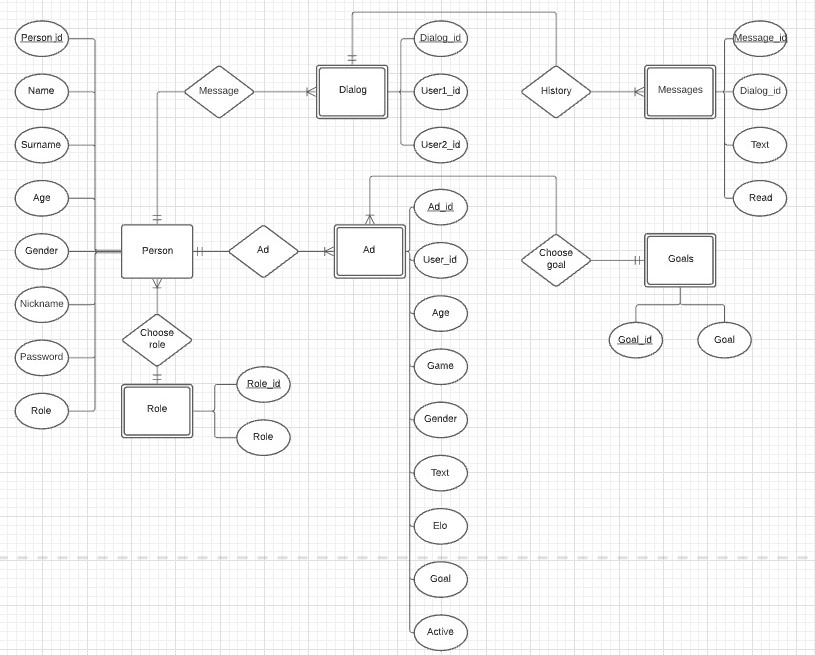 Person id
Name
Surname
Age
Gender
Nickname
Password
Role
Message
Dialog
Dialog_id
User1_id
User2_id
History
Messages
Message_id
Dialog_id
Text
Read
Person
Ad
Ad
Ad_id
User_id
Age
Game
Gender
Text
Elo
Goal
Active
Choose
goal
Goals
Goal_id
Goal
Choose
role
Role
Role_id
Role